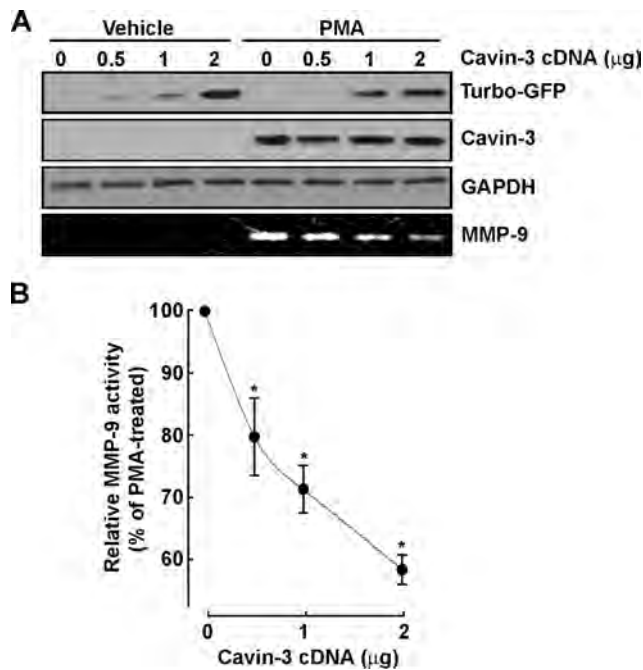 A
Vehicle PMA
0 0.5 1 2 0 0.5 1 2 Cavin-3 cDNA (μg)
Turbo-GFP
Cavin-3
GAPDH
MMP-9
B
Relative MMP-9 activity
(% of PMA-treated)
100
90
80
70
60
*
*
*
0 1 2
Cavin-3 cDNA (μg)